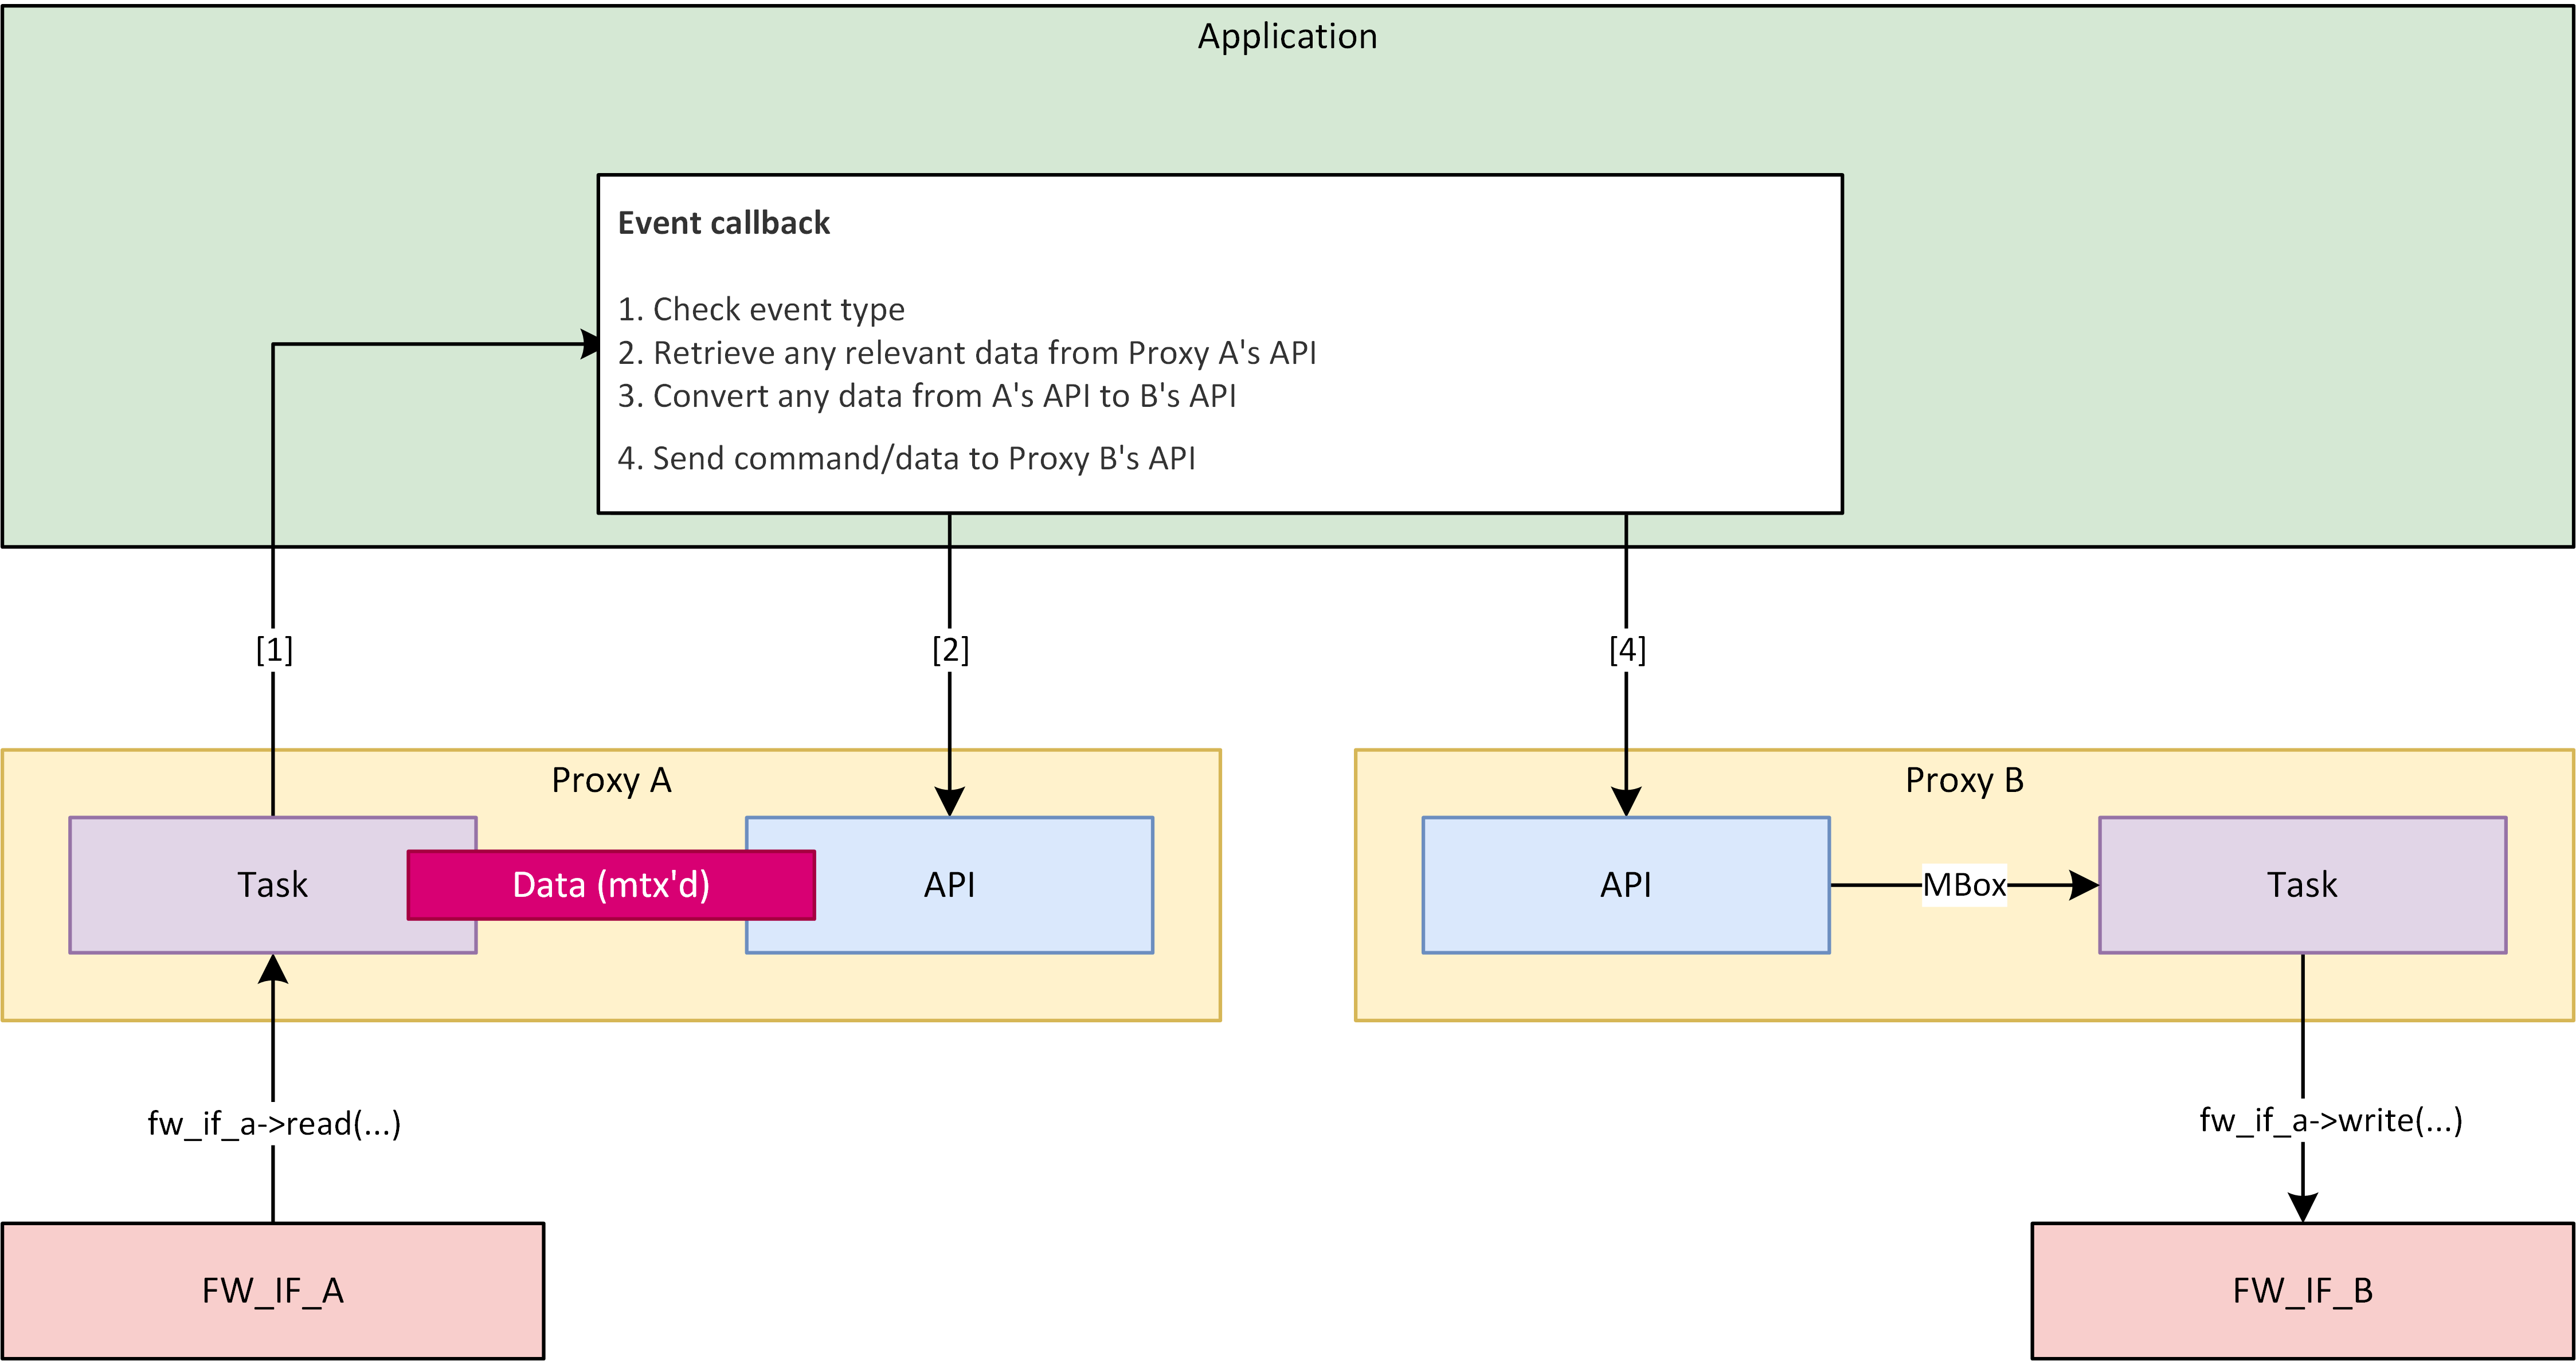 Application
Event callback
1. Check event type
2. Retrieve any relevant data from Proxy A's API
3. Convert any data from A's API to B's API
4. Send command/data to Proxy B's API
[1]
[2]
[4]
Proxy A
Task
Data (mtx'd)
API
Proxy B
API
MBox
Task
fw_if_a->read(...)
fw_if_a->write(...)
FW_IF_A
FW_IF_B